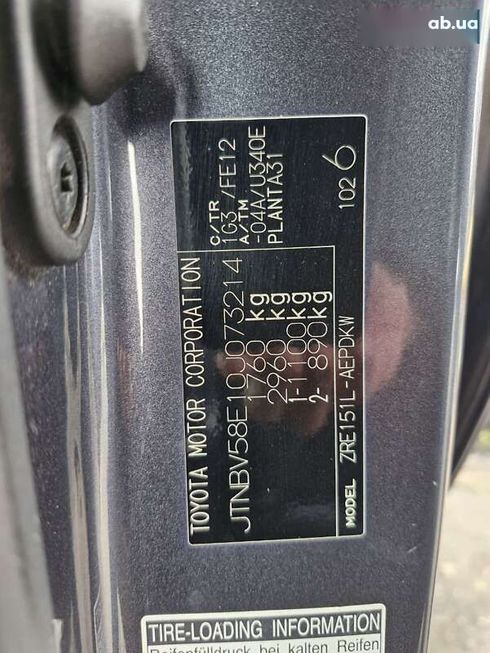 ab.ua
TOYOTA MOTOR CORPORATION
JTNBV58E10J073214
1760 kg
2960 kg
1-1100kg
2- 890kg
MODEL ZRE151L-AEPDKW
C/TR
1G3 /FE12
A/TM
-04A/U340E
PLANTA31
102 6
TIRE-LOADING INFORMATION
Reifenfülldruck bei kalten Reifen